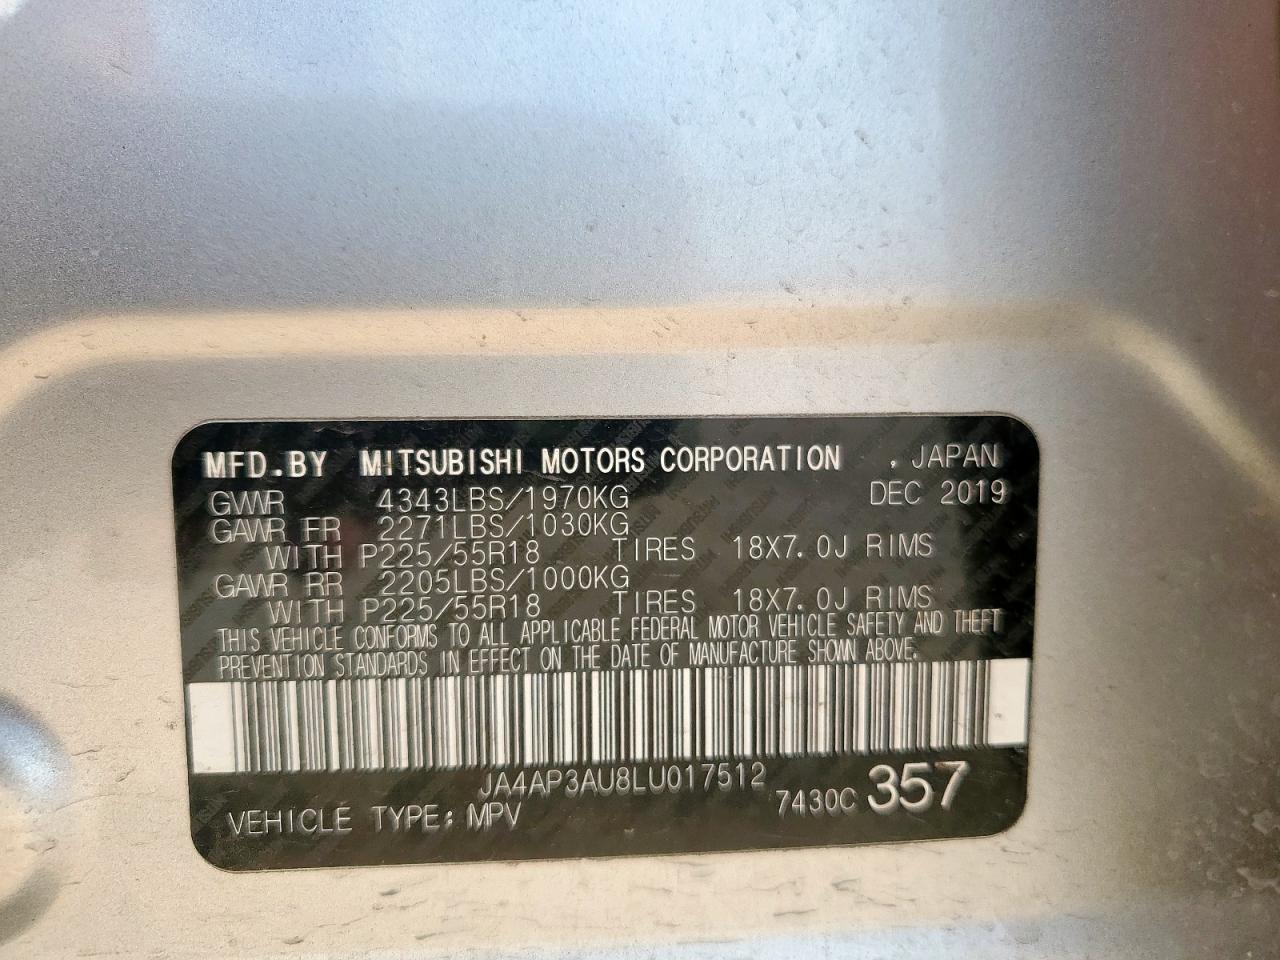 MFD.BY MITSUBISHI MOTORS CORPORATION , JAPAN
GVWR 4343LBS/1970KG DEC 2019
GAWR FR 2271LBS/1030KG
WITH P225/55R18 TIRES 18X7.0J RIMS
GAWR RR 2205LBS/1000KG
WITH P225/55R18 TIRES 18X7.0J RIMS
THIS VEHICLE CONFORMS TO ALL APPLICABLE FEDERAL MOTOR VEHICLE SAFETY AND THEFT
PREVENTION STANDARDS IN EFFECT ON THE DATE OF MANUFACTURE SHOWN ABOVE.
JA4AP3AU8LU017512
VEHICLE TYPE: MPV 7430C 357